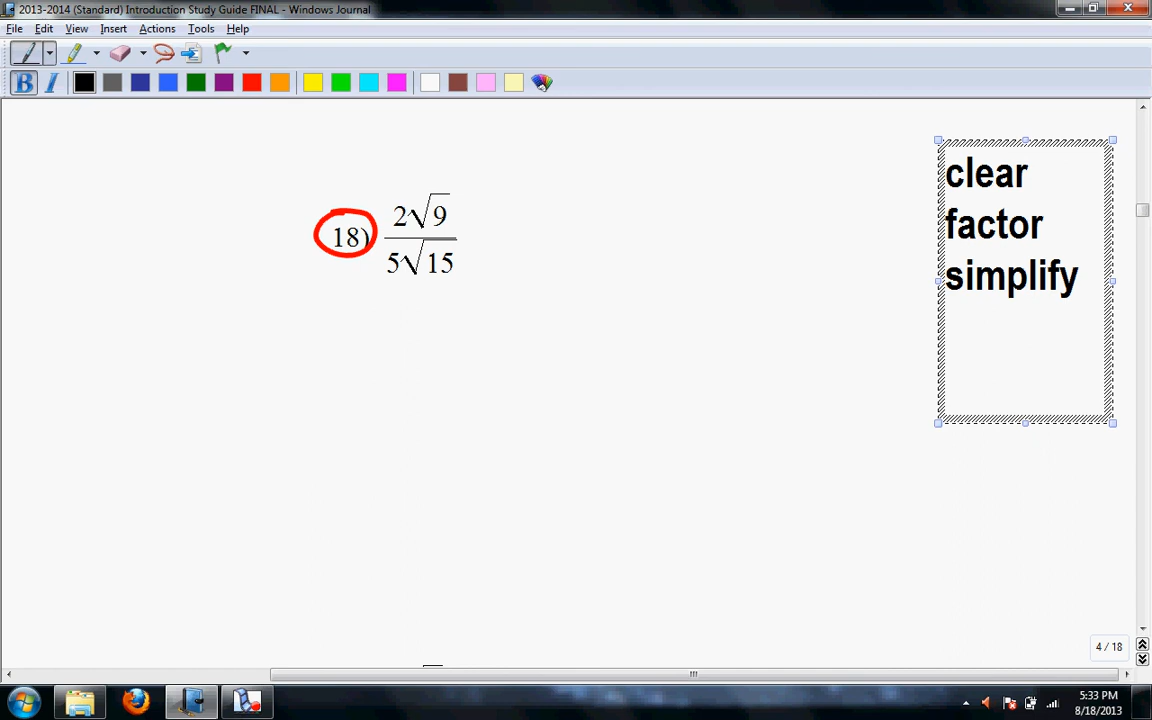 2013-2014 (Standard) Introduction Study Guide FINAL - Windows Journal
File Edit View Insert Actions Tools Help
B I
18) 2√9
5√15
clear
factor
simplify
4 / 18
5:33 PM
8/18/2013